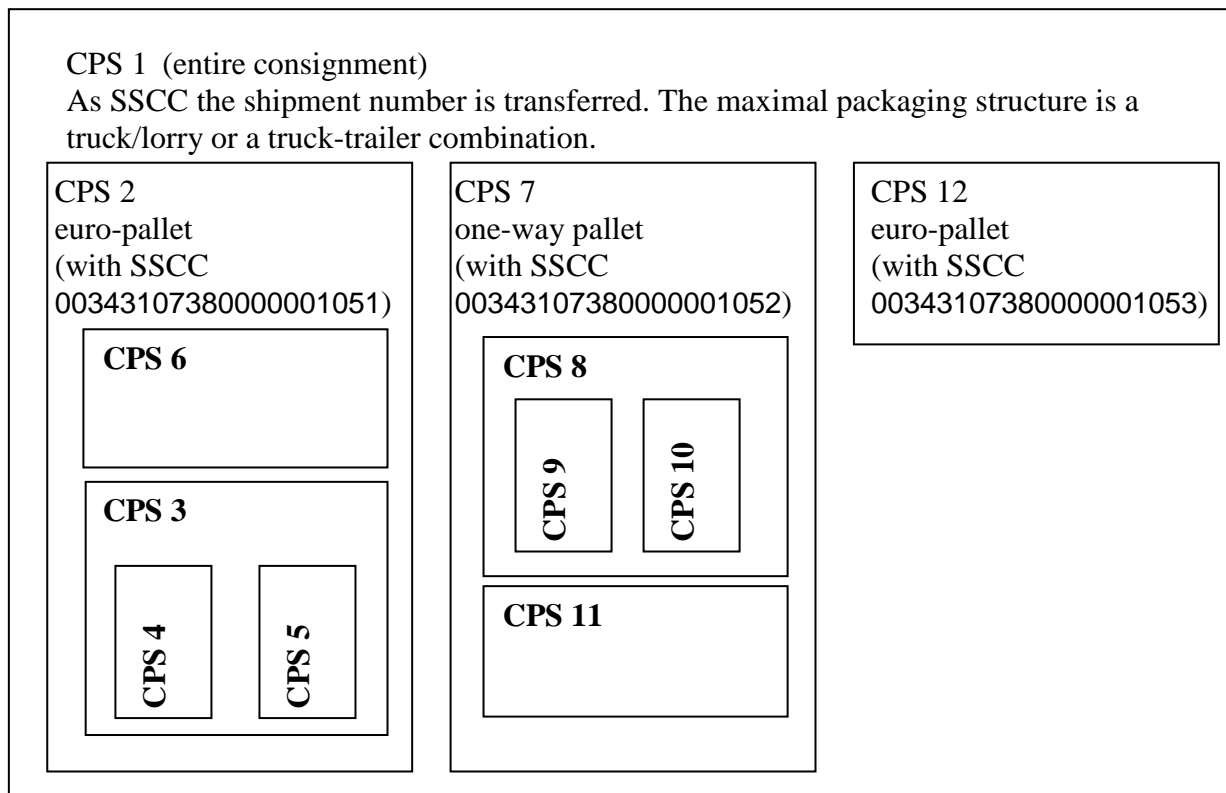 CPS 1 (entire consignment)
As SSCC the shipment number is transferred. The maximal packaging structure is a
truck/lorry or a truck-trailer combination.
CPS 2
euro-pallet
(with SSCC
00343107380000001051)
CPS 6
CPS 3
CPS 4
CPS 5
CPS 7
one-way pallet
(with SSCC
00343107380000001052)
CPS 8
CPS 9
CPS 10
CPS 11
CPS 12
euro-pallet
(with SSCC
00343107380000001053)